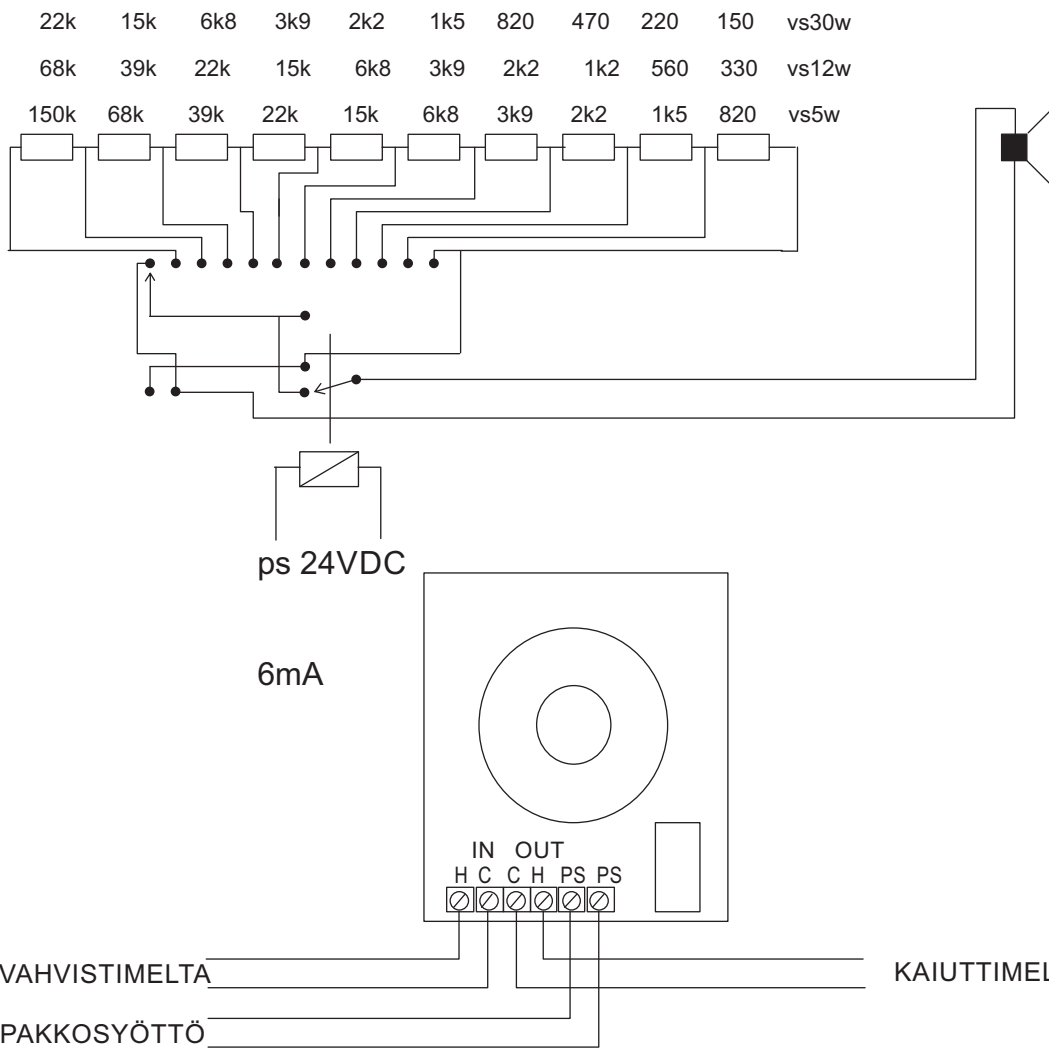 22k 15k 6k8 3k9 2k2 1k5 820 470 220 150 vs30w
68k 39k 22k 15k 6k8 3k9 2k2 1k2 560 330 vs12w
150k 68k 39k 22k 15k 6k8 3k9 2k2 1k5 820 vs5w
ps 24VDC
6mA
IN OUT
H C C H PS PS
VAHVISTIMELTA
KAIUTTIMEL
PAKKOSYÖTTÖ